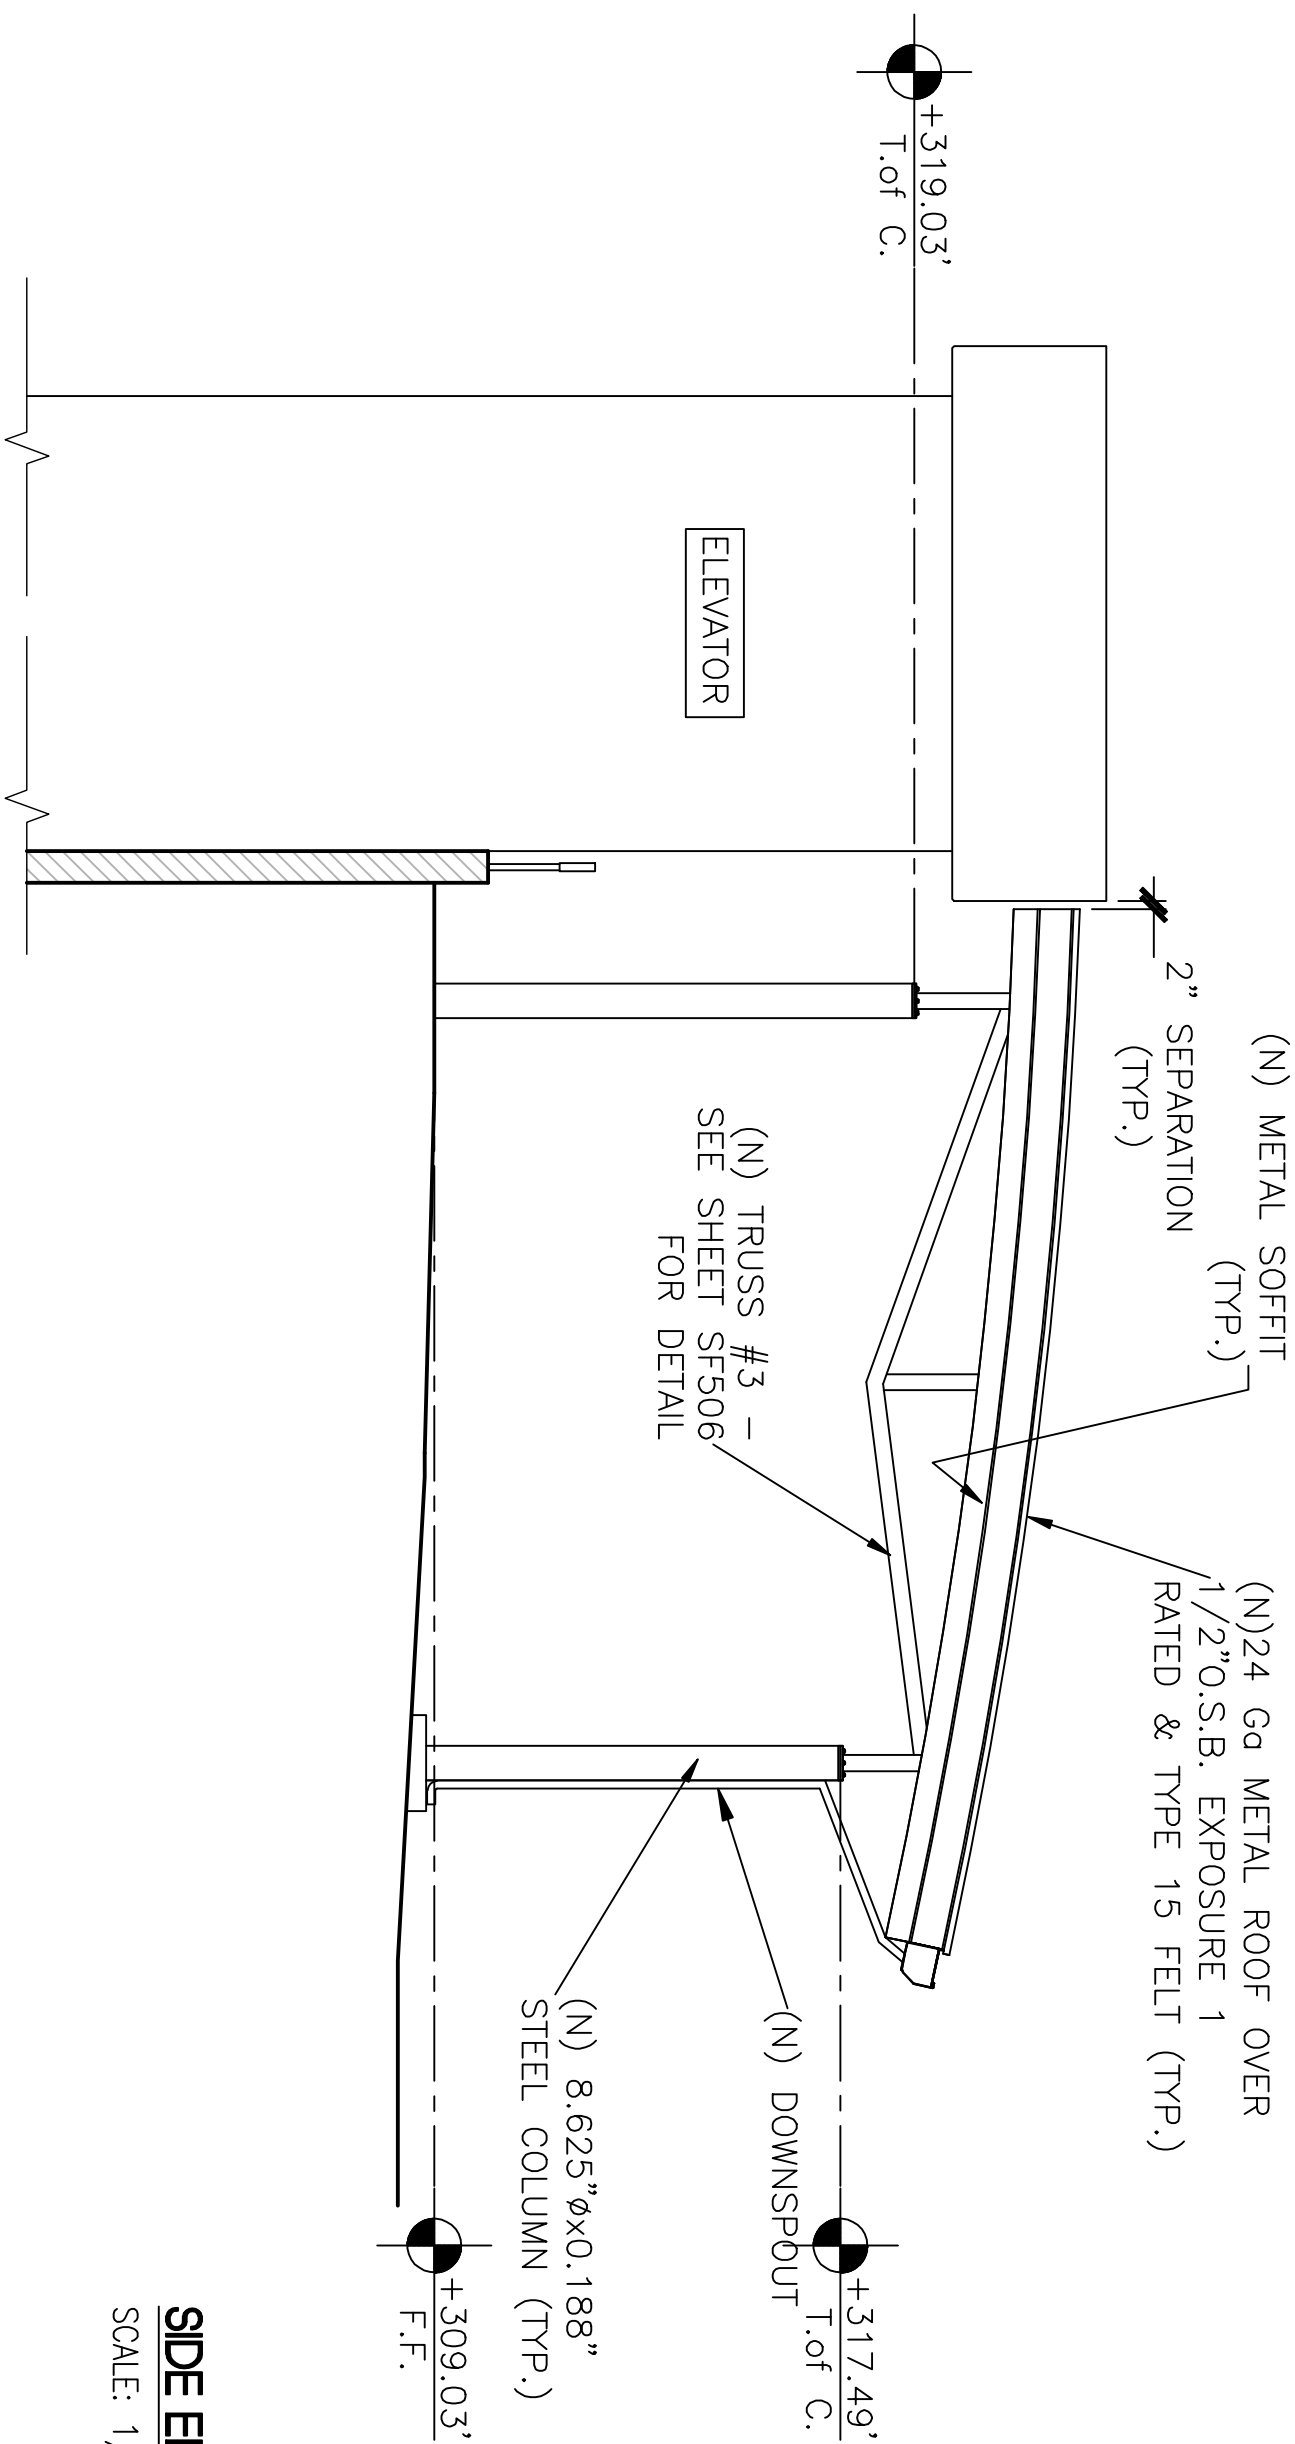 (N) METAL SOFFIT
(TYP.)
2" SEPARATION
(TYP.)
(N)24 Ga METAL ROOF OVER
1/2"O.S.B. EXPOSURE 1
RATED & TYPE 15 FELT (TYP.)
+319.03'
T.of C.
ELEVATOR
(N) TRUSS #3 -
SEE SHEET SF506
FOR DETAIL
(N) DOWNSPOUT
+317.49'
T.of C.
(N) 8.625"øx0.188"
STEEL COLUMN (TYP.)
+309.03'
F.F.
SIDE
SCALE: 1